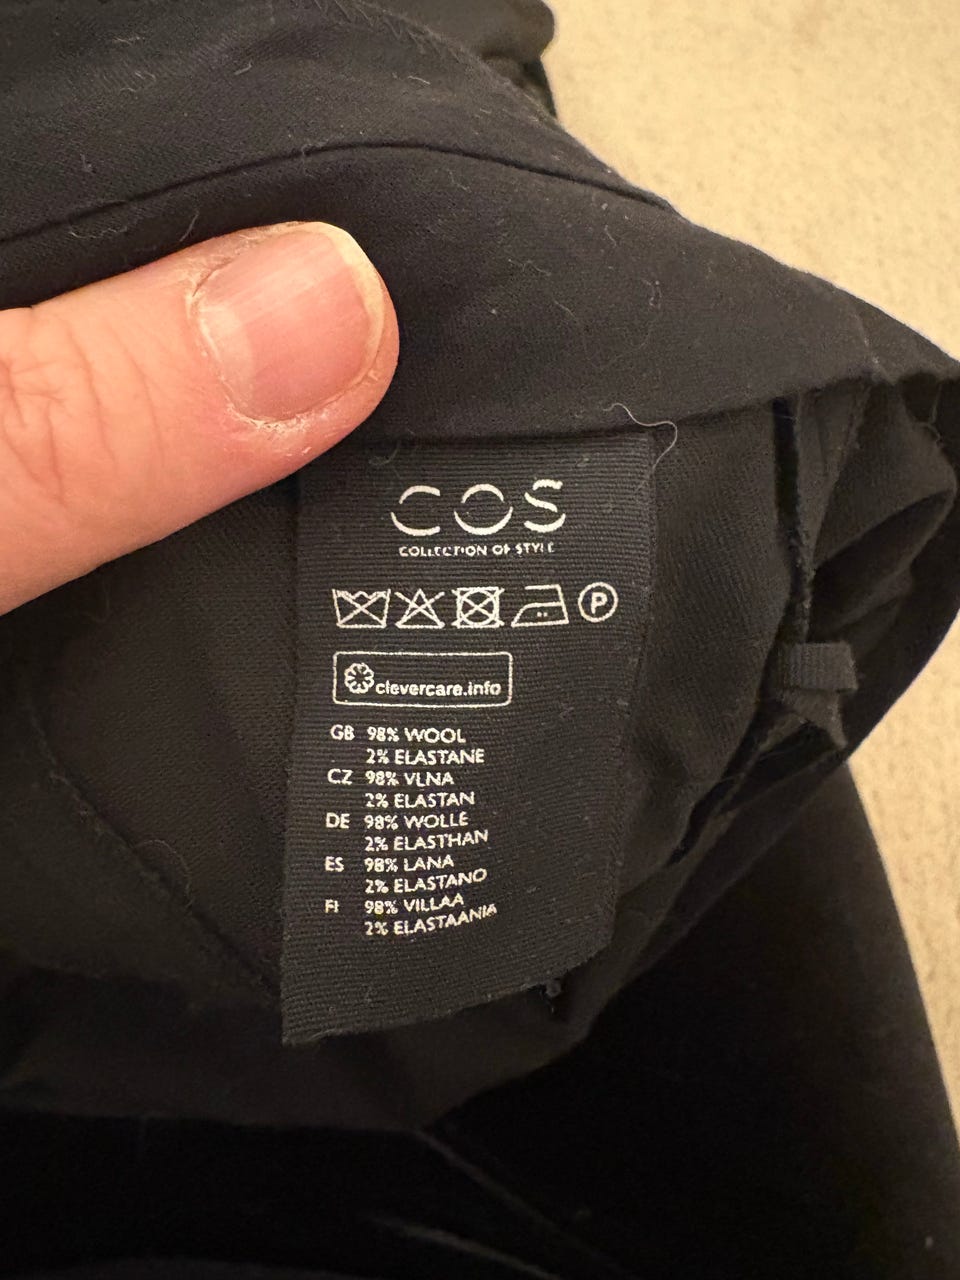 COS
COLLECTION OF STYLE
P
clevercare.info
GB 98% WOOL
2% ELASTANE
CZ 98% VLNA
2% ELASTAN
DE 98% WOLLE
2% ELASTHAN
ES 98% LANA
2% ELASTANO
FI 98% VILLAA
2% ELASTAANIA